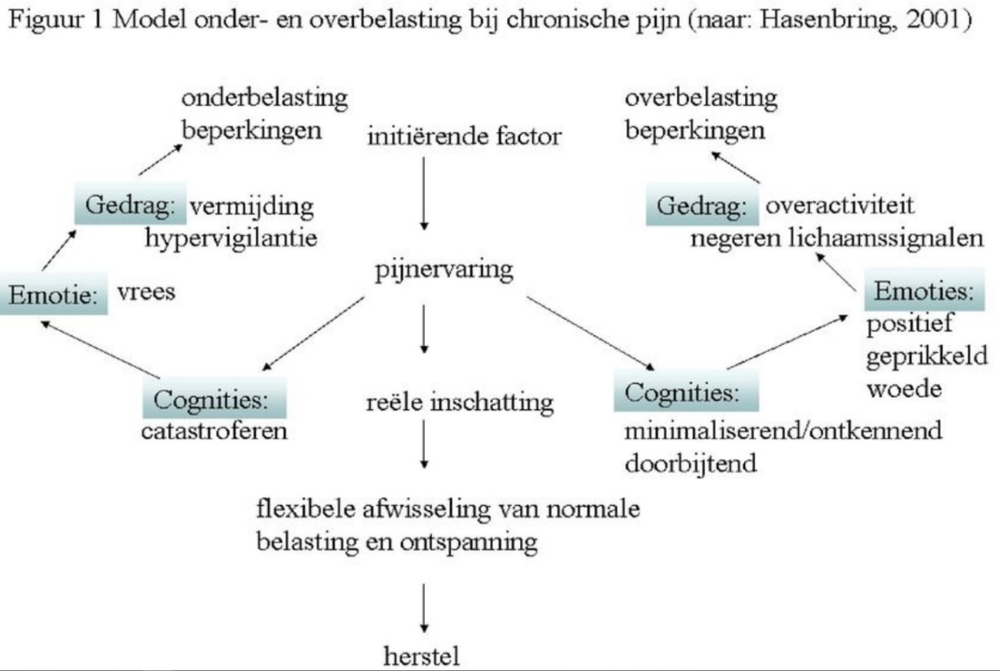 Figuur 1 Model onder- en overbelasting bij chronische pijn (naar: Hasenbring, 2001)
onderbelasting
beperkingen
Gedrag: vermijding
hypervigilantie
Emotie: vrees
Cognities:
catastroferen
initiërende factor
pijnervaring
reële inschatting
flexibele afwisseling van normale
belasting en ontspanning
herstel
overbelasting
beperkingen
Gedrag: overactiviteit
negeren lichaamssignalen
Emoties:
positief
geprikkeld
woede
Cognities:
minimaliserend/ontkennend
doorbijtend